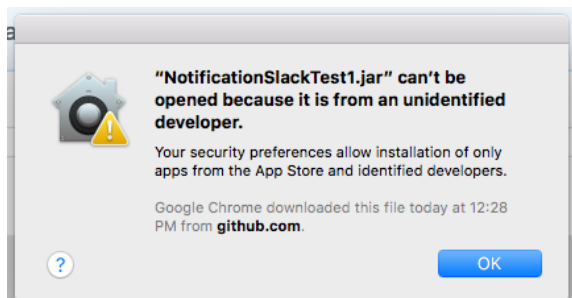 “NotificationSlackTest1.jar” can’t be
opened because it is from an unidentified
developer.
Your security preferences allow installation of only
apps from the App Store and identified developers.
Google Chrome downloaded this file today at 12:28
PM from github.com.
?
OK